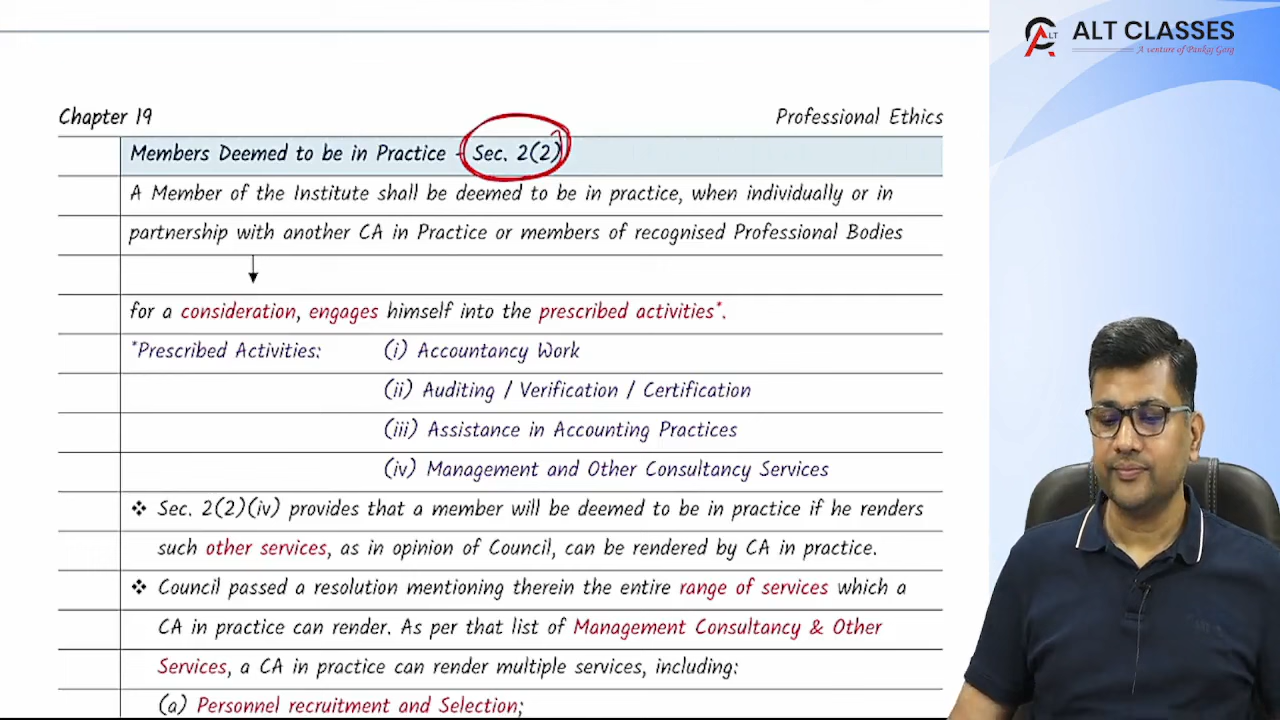 ALT CLASSES
A venture of Pankaj Garg
Chapter 19
Professional Ethics
Members Deemed to be in Practice - Sec. 2(2)
A Member of the Institute shall be deemed to be in practice, when individually or in
partnership with another CA in Practice or members of recognised Professional Bodies
for a consideration, engages himself into the prescribed activities*.
*Prescribed Activities: (i) Accountancy Work
(ii) Auditing / Verification / Certification
(iii) Assistance in Accounting Practices
(iv) Management and Other Consultancy Services
❖ Sec. 2(2)(iv) provides that a member will be deemed to be in practice if he renders
such other services, as in opinion of Council, can be rendered by CA in practice.
❖ Council passed a resolution mentioning therein the entire range of services which a
CA in practice can render. As per that list of Management Consultancy & Other
Services, a CA in practice can render multiple services, including:
(a) Personnel recruitment and Selection;